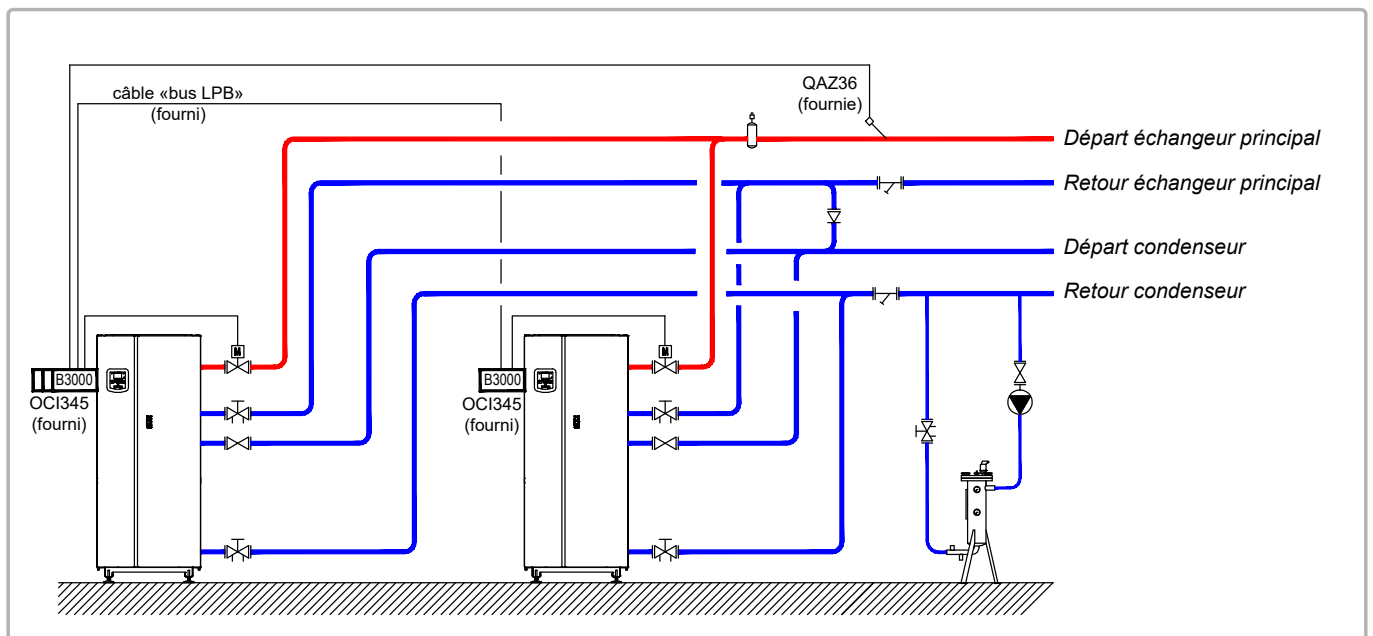 câble «bus LPB»
(fourni)
QAZ36
(fournie)
Départ échangeur principal
Retour échangeur principal
Départ condenseur
Retour condenseur
M
M
B3000
OCI345
(fourni)
B3000
OCI345
(fourni)